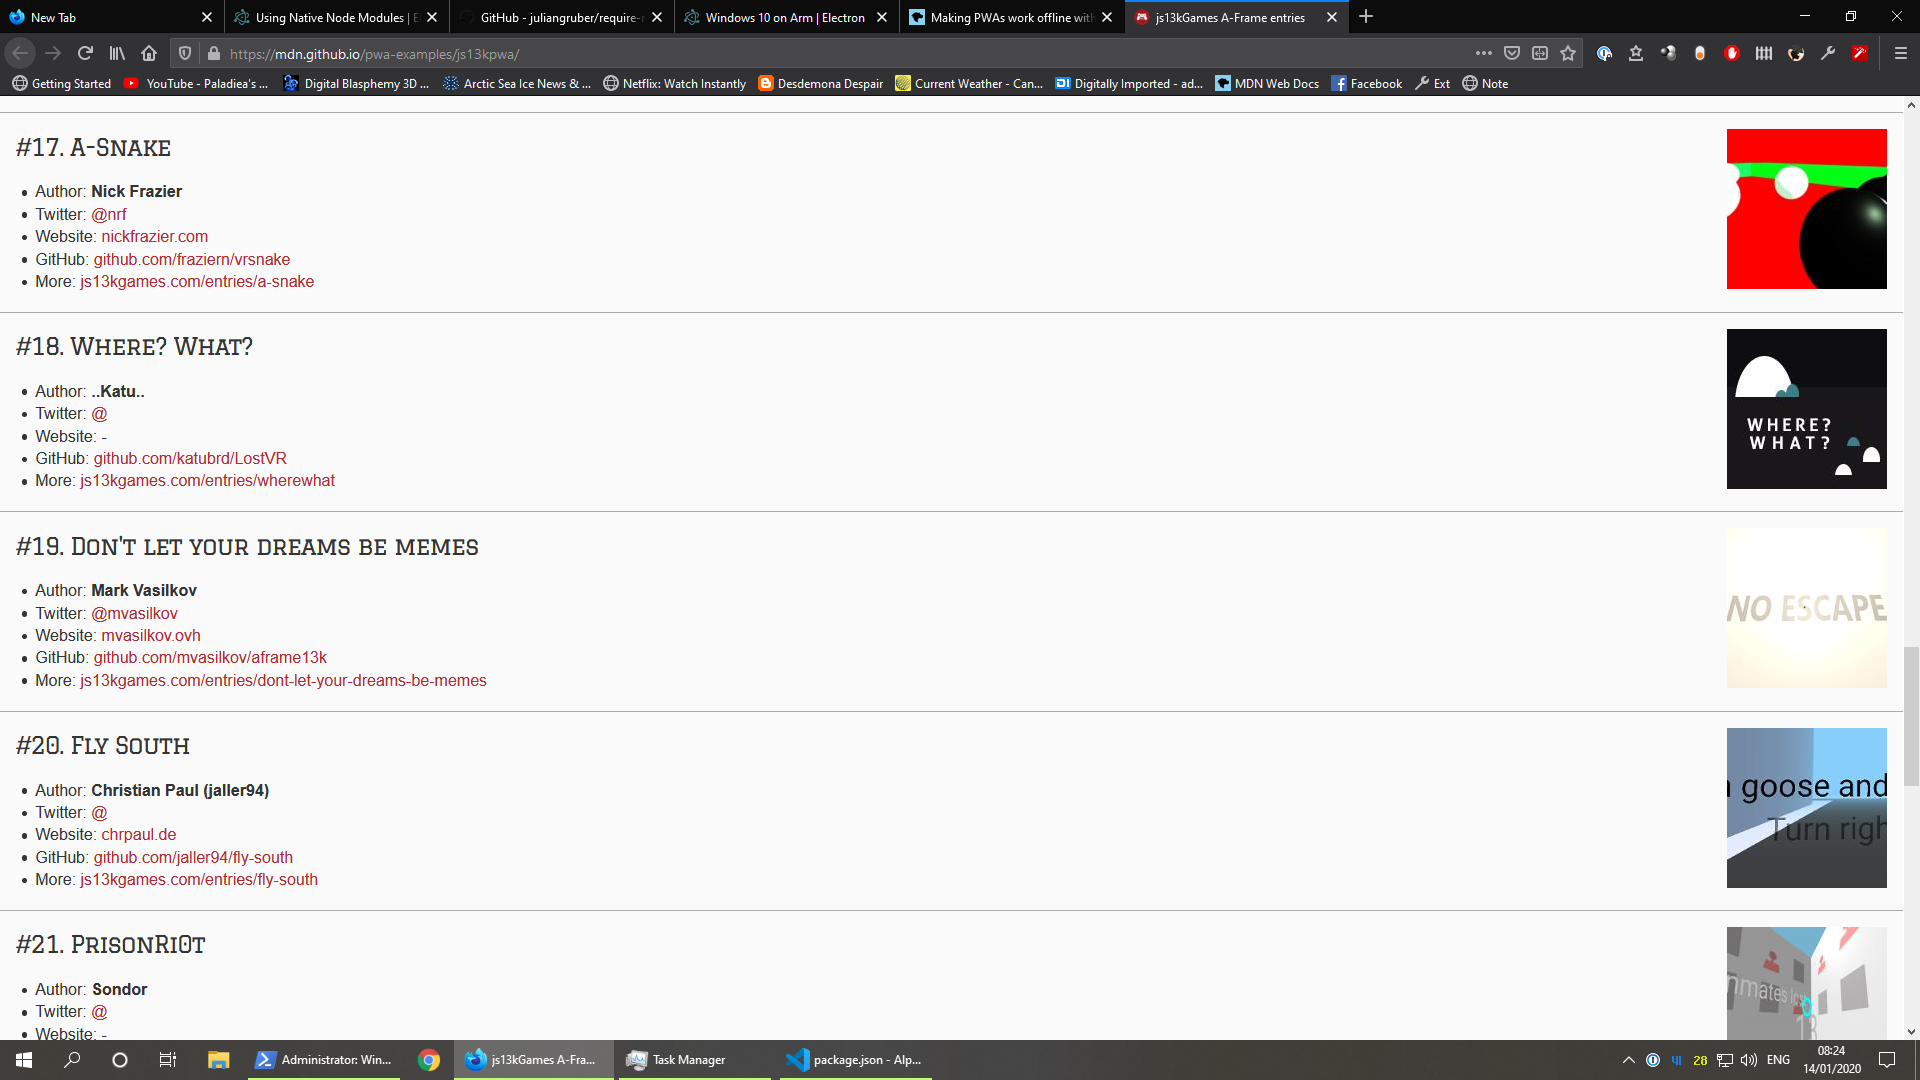 New Tab
Using Native Node Modules | El
GitHub - juliangruber/require-r
Windows 10 on Arm | Electron
Making PWAs work offline with
js13kGames A-Frame entries
https://mdn.github.io/pwa-examples/js13kpwa/
Getting Started
YouTube - Paladiea's ...
Digital Blasphemy 3D ...
Arctic Sea Ice News & ...
Netflix: Watch Instantly
Desdemona Despair
Current Weather - Can...
Digitally Imported - ad...
MDN Web Docs
Facebook
Ext
Note
#17. A-Snake
Author: Nick Frazier
Twitter: @nrf
Website: nickfrazier.com
GitHub: github.com/fraziern/vrsnake
More: js13kgames.com/entries/a-snake
#18. Where? What?
Author: ..Katu..
Twitter: @
Website: -
GitHub: github.com/katubrd/LostVR
More: js13kgames.com/entries/wherewhat
WHERE?
WHAT?
#19. Don't let your dreams be memes
Author: Mark Vasilkov
Twitter: @mvasilkov
Website: mvasilkov.ovh
GitHub: github.com/mvasilkov/aframe13k
More: js13kgames.com/entries/dont-let-your-dreams-be-memes
NO ESCAPE
#20. Fly South
Author: Christian Paul (jaller94)
Twitter: @
Website: chrpaul.de
GitHub: github.com/jaller94/fly-south
More: js13kgames.com/entries/fly-south
goose and
Turn righ
#21. PrisonRi0t
Author: Sondor
Twitter: @
Website: -
nmates
13
Administrator: Win...
js13kGames A-Fra...
Task Manager
package.json - Alp...
28
ENG
08:24
14/01/2020